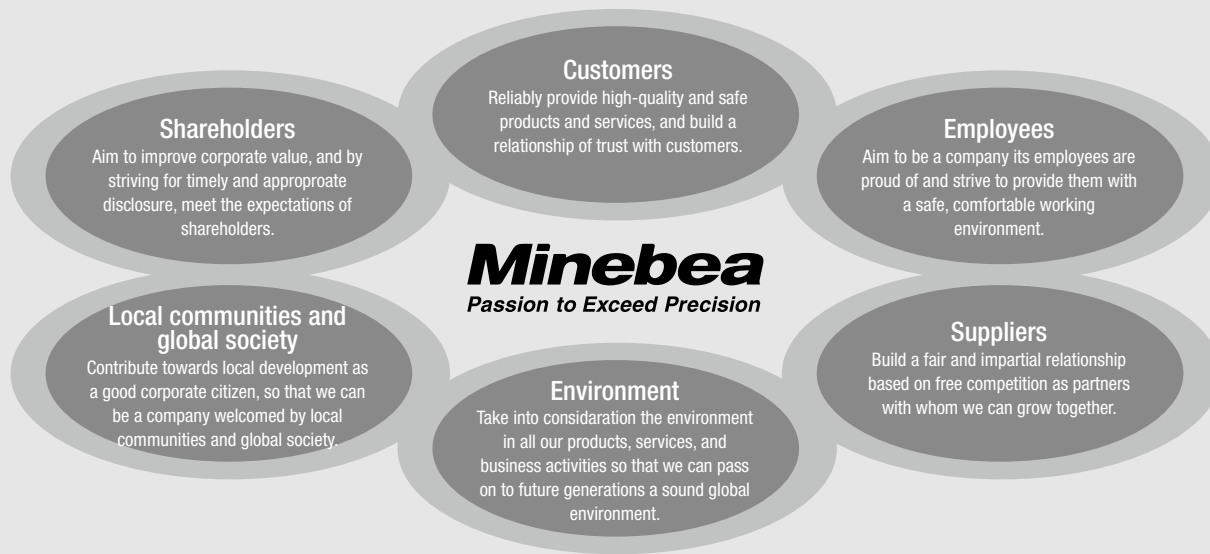 Customers
Reliably provide high-quality and safe
products and services, and build a
relationship of trust with customers.
Shareholders
Aim to improve corporate value, and by
striving for timely and approproate
disclosure, meet the expectations of
shareholders.
Employees
Aim to be a company its employees are
proud of and strive to provide them with
a safe, comfortable working
environment.
Minebea
Passion to Exceed Precision
Local communities and
global society
Contribute towards local development as
a good corporate citizen, so that we can
be a company welcomed by local
communities and global society.
Suppliers
Build a fair and impartial relationship
based on free competition as partners
with whom we can grow together.
Environment
Take into considaration the environment
in all our products, services, and
business activities so that we can pass
on to future generations a sound global
environment.